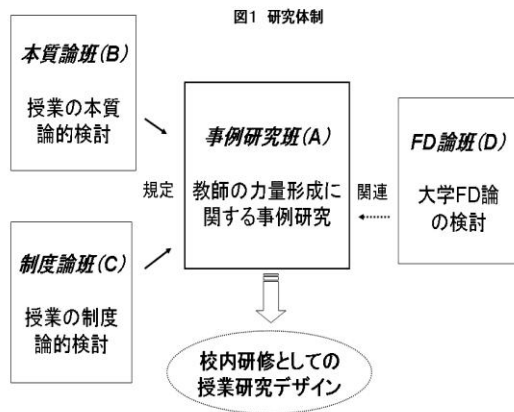 図1 研究体制
本質論班(B)
授業の本質
論的検討
事例研究班(A)
教師の力量形成に
関する事例研究
FD論班(D)
大学FD論
の検討
規定
関連
制度論班(C)
授業の制度
論的検討
校内研修としての
授業研究デザイン